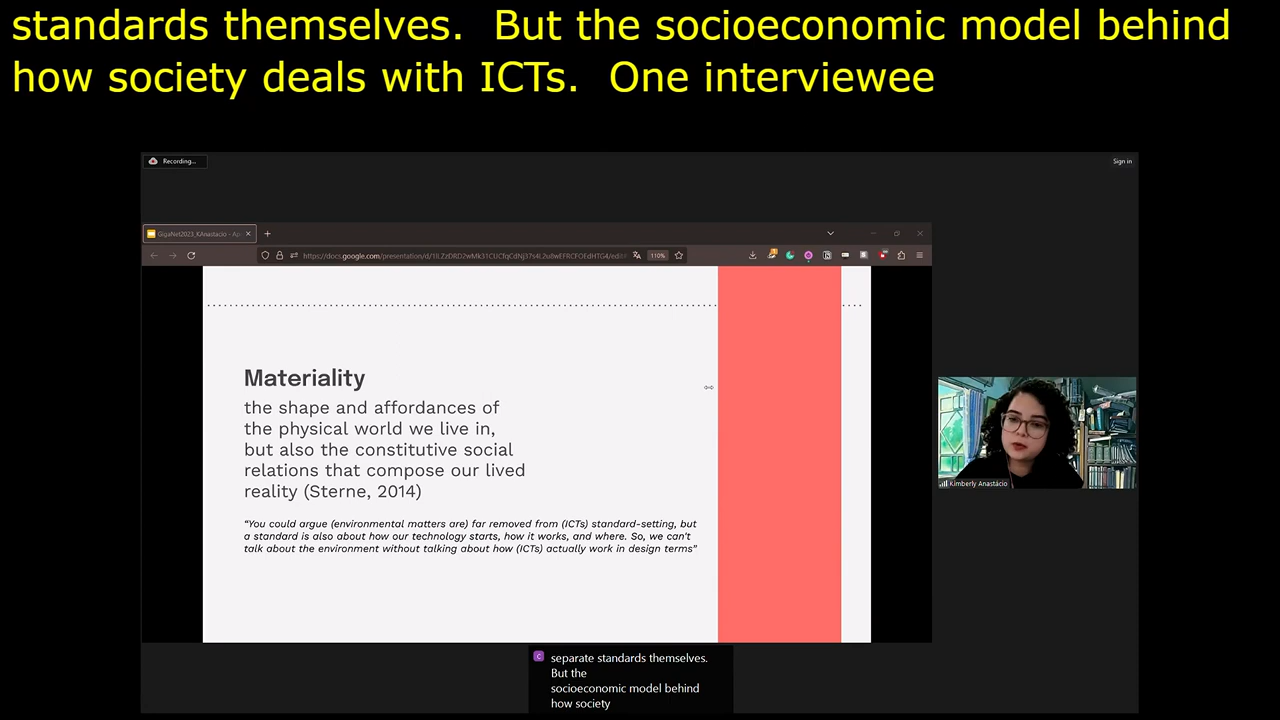 standards themselves.  But the socioeconomic model behind
how society deals with ICTs.  One interviewee
Recording...
Sign in
GigaNet2023_KAnastacio - Ap
110%
Materiality
the shape and affordances of
the physical world we live in,
but also the constitutive social
relations that compose our lived
reality (Sterne, 2014)
“You could argue (environmental matters are) far removed from (ICTs) standard-setting, but
a standard is also about how our technology starts, how it works, and where. So, we can't
talk about the environment without talking about how (ICTs) actually work in design terms”
Kimberly Anastácio
C
separate standards themselves.
But the
socioeconomic model behind
how society